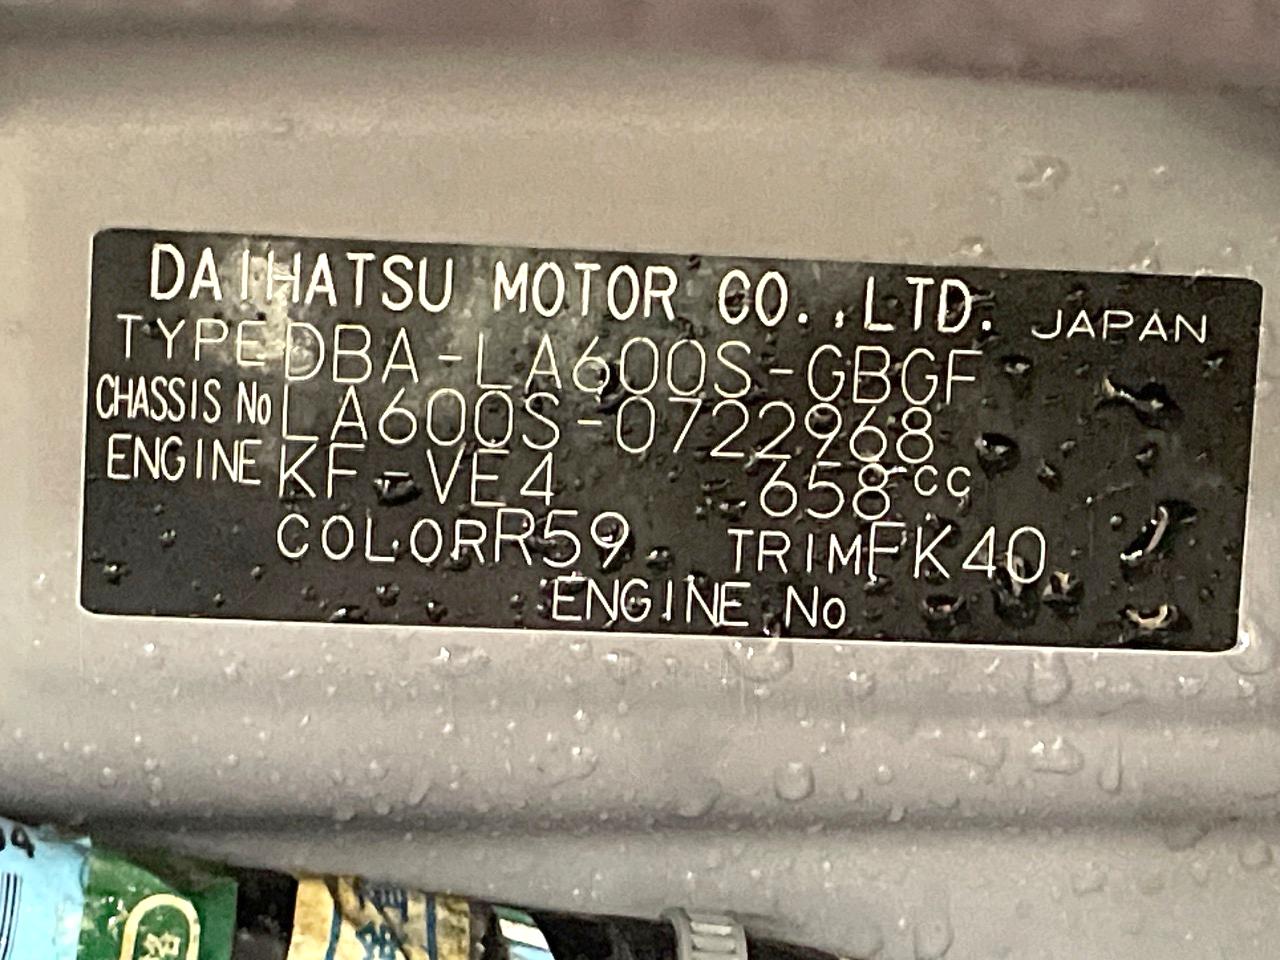 DAIHATSU MOTOR CO.,LTD. JAPAN
TYPE DBA-LA600S-GBGF
CHASSIS No LA600S-0722968
ENGINE KF-VE4 658cc
COLOR R59 TRIM FK40
ENGINE No